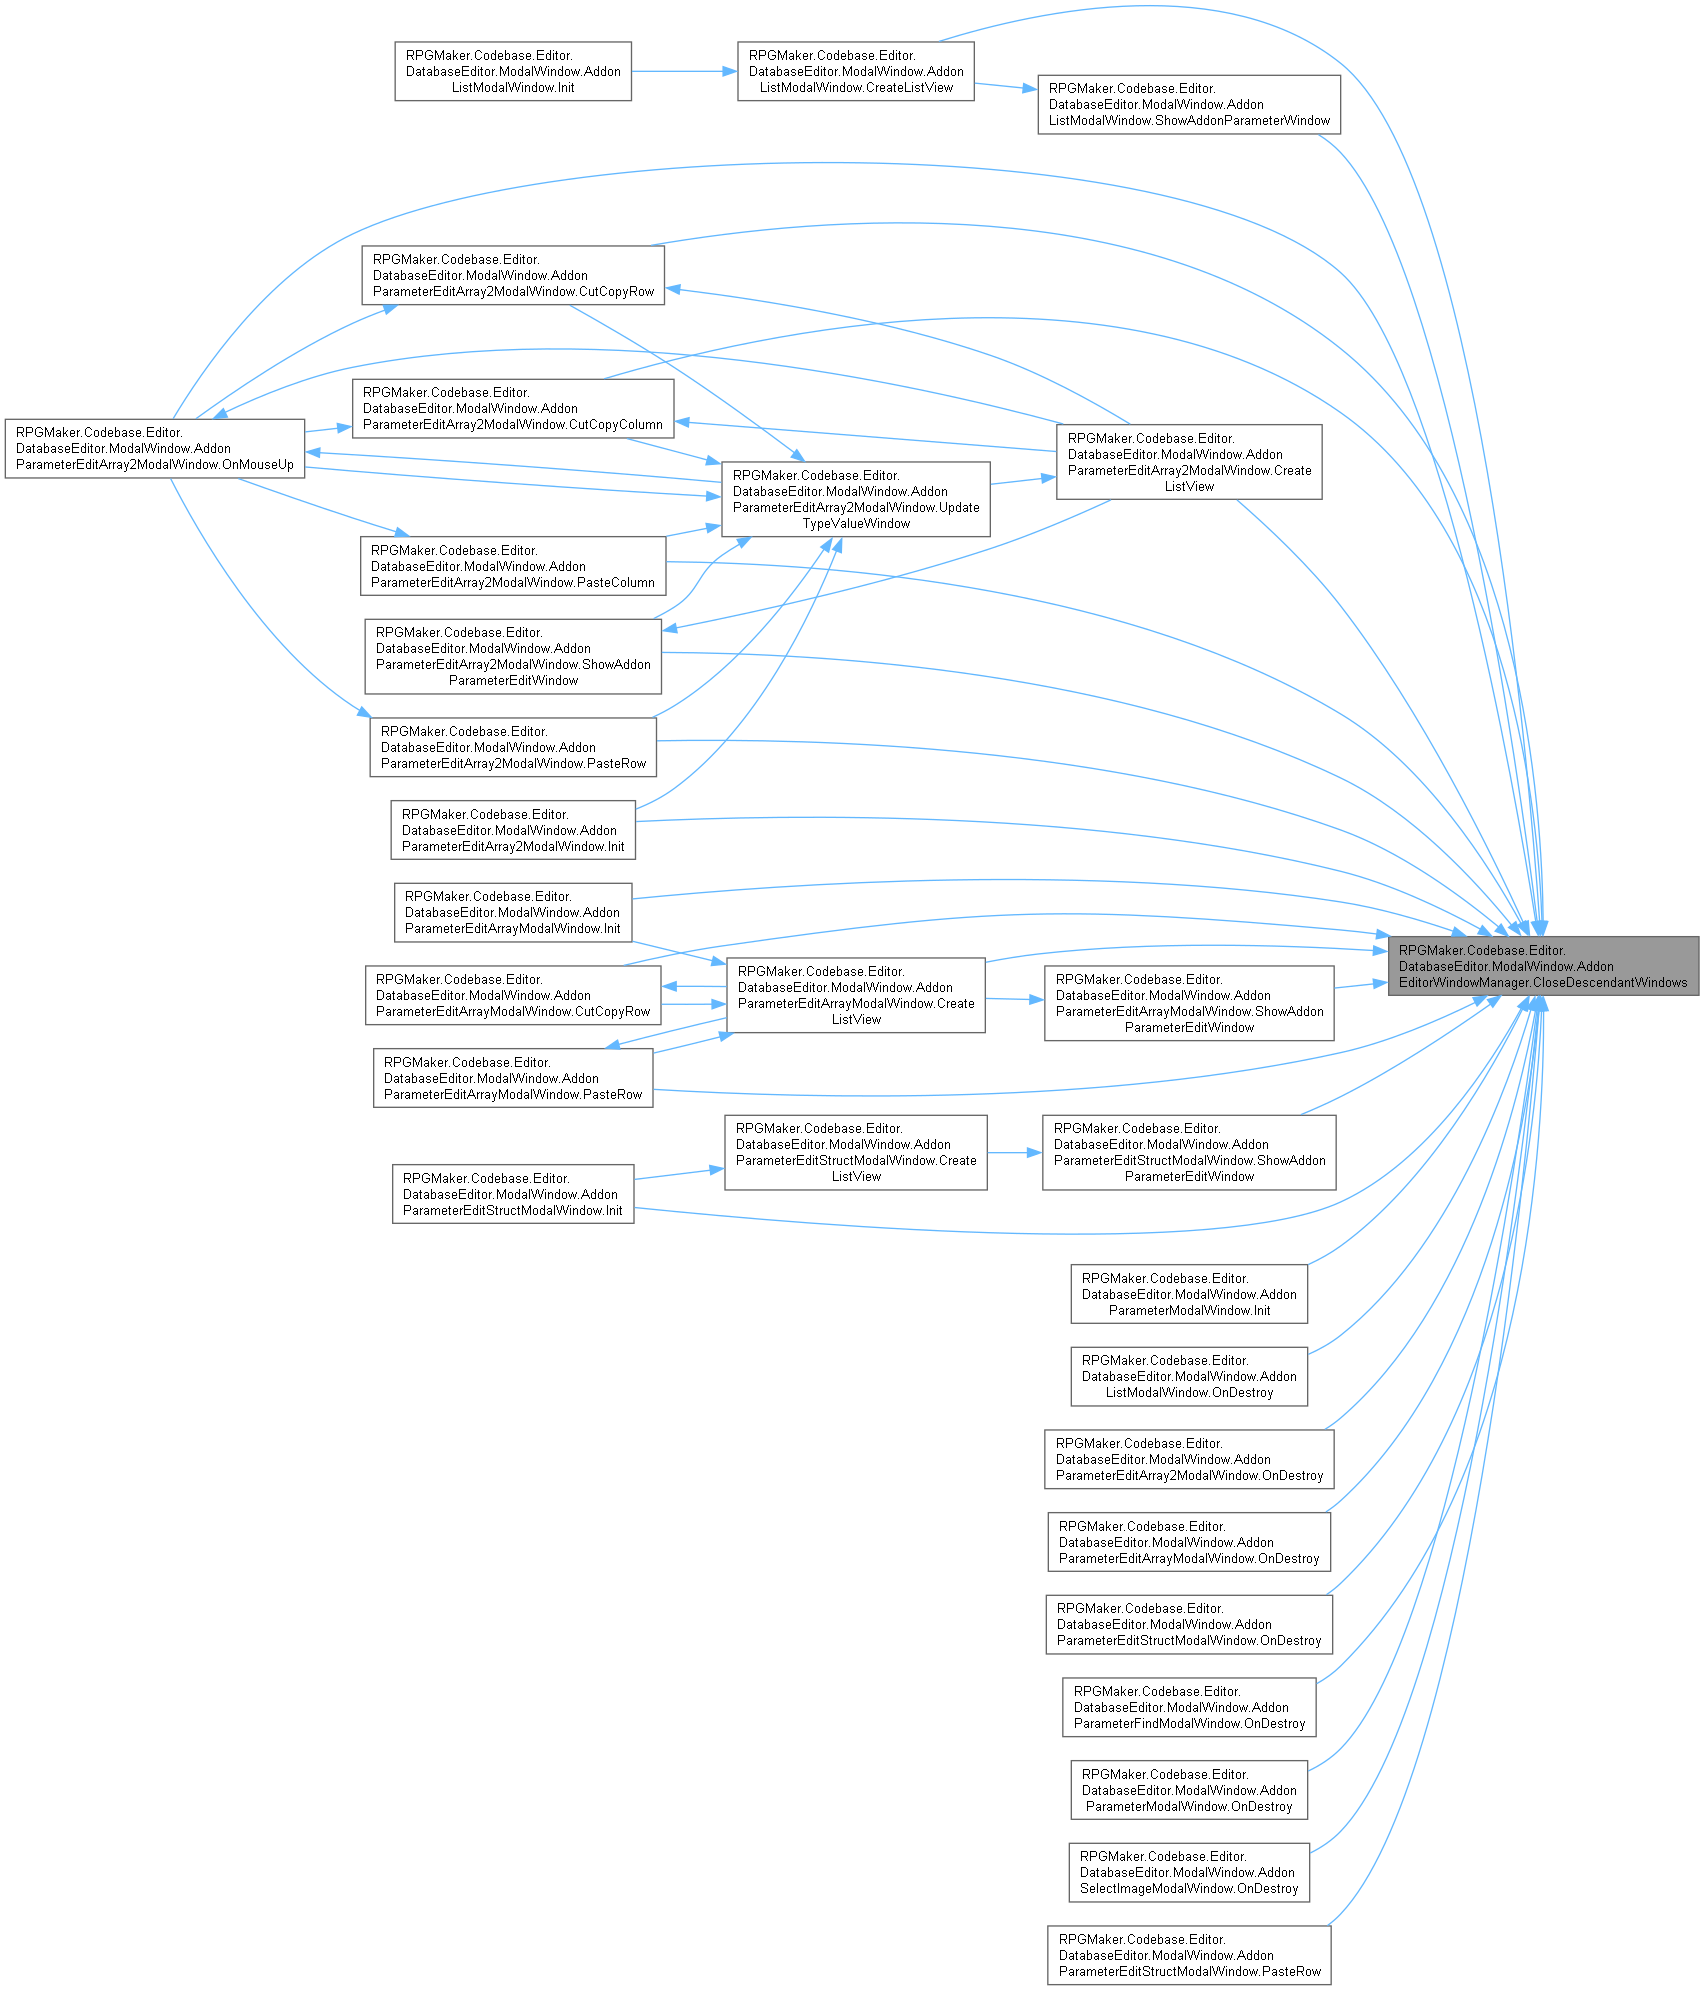 RPGMaker.Codebase.Editor.
DatabaseEditor.ModalWindow.Addon
ListModalWindow.Init
RPGMaker.Codebase.Editor.
DatabaseEditor.ModalWindow.Addon
ListModalWindow.CreateListView
RPGMaker.Codebase.Editor.
DatabaseEditor.ModalWindow.Addon
ListModalWindow.ShowAddonParameterWindow
RPGMaker.Codebase.Editor.
DatabaseEditor.ModalWindow.Addon
ParameterEditArray2ModalWindow.CutCopyRow
RPGMaker.Codebase.Editor.
DatabaseEditor.ModalWindow.Addon
ParameterEditArray2ModalWindow.CutCopyColumn
RPGMaker.Codebase.Editor.
DatabaseEditor.ModalWindow.Addon
ParameterEditArray2ModalWindow.OnMouseUp
RPGMaker.Codebase.Editor.
DatabaseEditor.ModalWindow.Addon
ParameterEditArray2ModalWindow.Create
ListView
RPGMaker.Codebase.Editor.
DatabaseEditor.ModalWindow.Addon
ParameterEditArray2ModalWindow.Update
TypeValueWindow
RPGMaker.Codebase.Editor.
DatabaseEditor.ModalWindow.Addon
ParameterEditArray2ModalWindow.PasteColumn
RPGMaker.Codebase.Editor.
DatabaseEditor.ModalWindow.Addon
ParameterEditArray2ModalWindow.ShowAddon
ParameterEditWindow
RPGMaker.Codebase.Editor.
DatabaseEditor.ModalWindow.Addon
ParameterEditArray2ModalWindow.PasteRow
RPGMaker.Codebase.Editor.
DatabaseEditor.ModalWindow.Addon
ParameterEditArray2ModalWindow.Init
RPGMaker.Codebase.Editor.
DatabaseEditor.ModalWindow.Addon
ParameterEditArrayModalWindow.Init
RPGMaker.Codebase.Editor.
DatabaseEditor.ModalWindow.Addon
EditorWindowManager.CloseDescendantWindows
RPGMaker.Codebase.Editor.
DatabaseEditor.ModalWindow.Addon
ParameterEditArrayModalWindow.CutCopyRow
RPGMaker.Codebase.Editor.
DatabaseEditor.ModalWindow.Addon
ParameterEditArrayModalWindow.Create
ListView
RPGMaker.Codebase.Editor.
DatabaseEditor.ModalWindow.Addon
ParameterEditArrayModalWindow.ShowAddon
ParameterEditWindow
RPGMaker.Codebase.Editor.
DatabaseEditor.ModalWindow.Addon
ParameterEditArrayModalWindow.PasteRow
RPGMaker.Codebase.Editor.
DatabaseEditor.ModalWindow.Addon
ParameterEditStructModalWindow.Create
ListView
RPGMaker.Codebase.Editor.
DatabaseEditor.ModalWindow.Addon
ParameterEditStructModalWindow.ShowAddon
ParameterEditWindow
RPGMaker.Codebase.Editor.
DatabaseEditor.ModalWindow.Addon
ParameterEditStructModalWindow.Init
RPGMaker.Codebase.Editor.
DatabaseEditor.ModalWindow.Addon
ParameterModalWindow.Init
RPGMaker.Codebase.Editor.
DatabaseEditor.ModalWindow.Addon
ListModalWindow.OnDestroy
RPGMaker.Codebase.Editor.
DatabaseEditor.ModalWindow.Addon
ParameterEditArray2ModalWindow.OnDestroy
RPGMaker.Codebase.Editor.
DatabaseEditor.ModalWindow.Addon
ParameterEditArrayModalWindow.OnDestroy
RPGMaker.Codebase.Editor.
DatabaseEditor.ModalWindow.Addon
ParameterEditStructModalWindow.OnDestroy
RPGMaker.Codebase.Editor.
DatabaseEditor.ModalWindow.Addon
ParameterFindModalWindow.OnDestroy
RPGMaker.Codebase.Editor.
DatabaseEditor.ModalWindow.Addon
ParameterModalWindow.OnDestroy
RPGMaker.Codebase.Editor.
DatabaseEditor.ModalWindow.Addon
SelectImageModalWindow.OnDestroy
RPGMaker.Codebase.Editor.
DatabaseEditor.ModalWindow.Addon
ParameterEditStructModalWindow.PasteRow